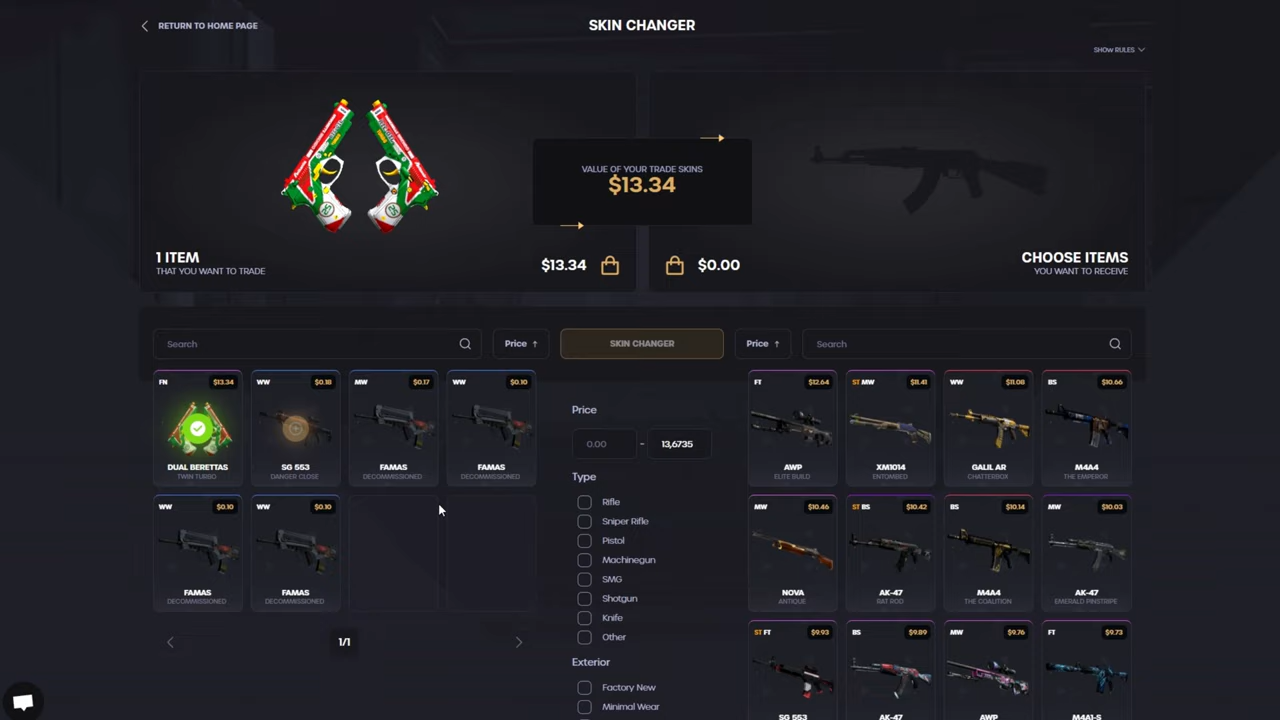 RETURN TO HOME PAGE
SKIN CHANGER
SHOW RULES
VALUE OF YOUR TRADE SKINS
$13.34
1 ITEM
THAT YOU WANT TO TRADE
$13.34
$0.00
CHOOSE ITEMS
YOU WANT TO RECEIVE
Search
Price ↑
SKIN CHANGER
Price ↑
Search
FN $13.34
DUAL BERETTAS
TWIN TURBO
WW $0.18
SG 553
DANGER CLOSE
MW $0.17
FAMAS
DECOMMISSIONED
WW $0.10
FAMAS
DECOMMISSIONED
WW $0.10
FAMAS
DECOMMISSIONED
WW $0.10
FAMAS
DECOMMISSIONED
1/1
Price
0.00 - 13,6735
Type
Rifle
Sniper Rifle
Pistol
Machinegun
SMG
Shotgun
Knife
Other
Exterior
Factory New
Minimal Wear
FT $12.64
AWP
ELITE BUILD
ST MW $11.41
XM1014
ENTOMBED
WW $11.08
GALIL AR
CHATTERBOX
BS $10.66
M4A4
THE EMPEROR
MW $10.46
NOVA
ANTIQUE
ST BS $10.42
AK-47
RAT ROD
BS $10.14
M4A4
THE COALITION
MW $10.03
AK-47
EMERALD PINSTRIPE
ST FT $9.93
SG 553
BS $9.89
AK-47
MW $9.76
AWP
FT $9.73
M4A1-S